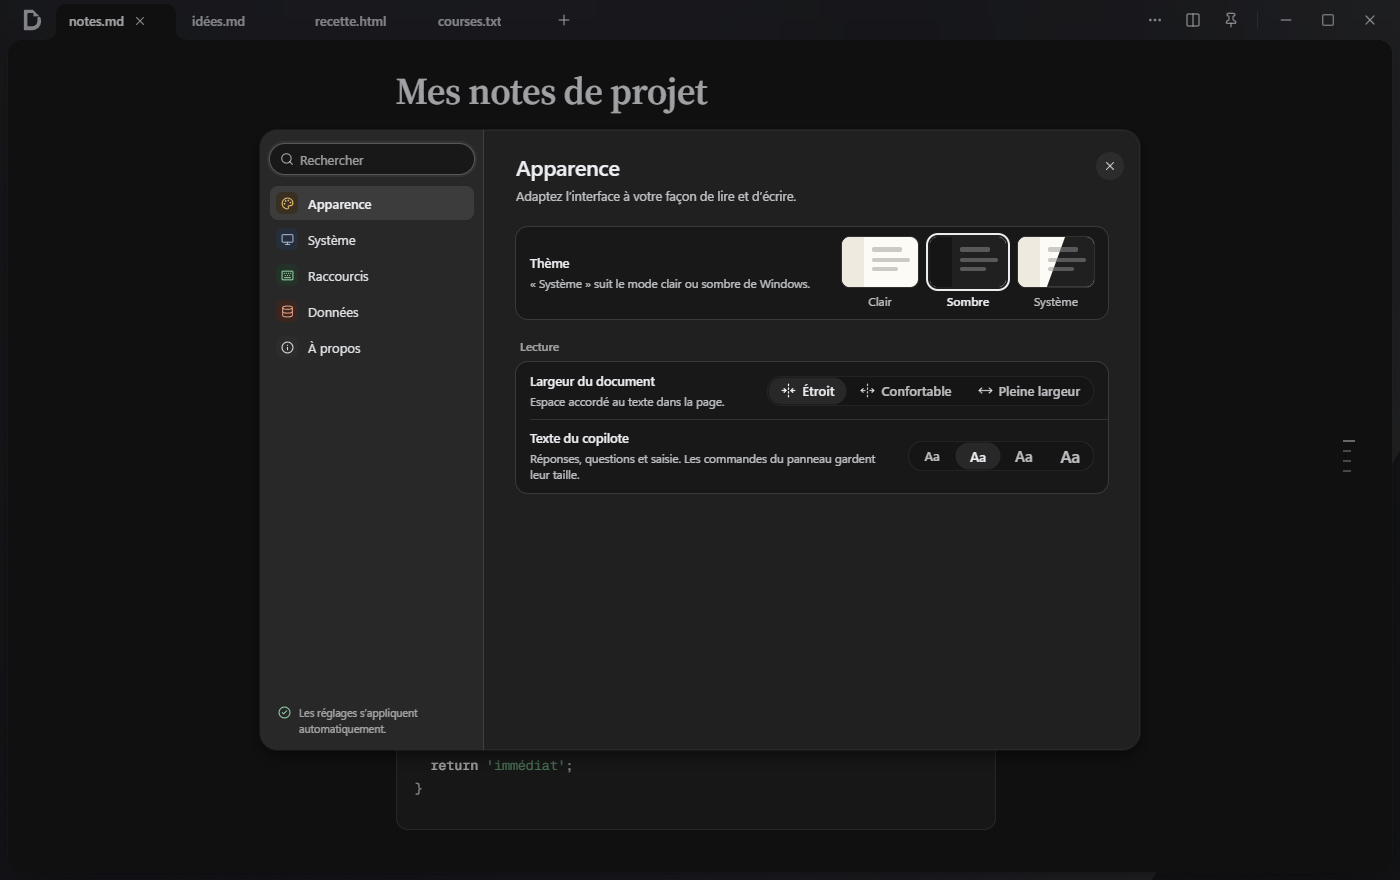 notes.md
idées.md
recette.html
courses.txt
Mes notes de projet
Rechercher
Apparence
Système
Raccourcis
Données
À propos
Les réglages s'appliquent
automatiquement.
Apparence
Adaptez l'interface à votre façon de lire et d'écrire.
Thème
« Système » suit le mode clair ou sombre de Windows.
Clair
Sombre
Système
Lecture
Largeur du document
Espace accordé au texte dans la page.
Étroit
Confortable
Pleine largeur
Texte du copilote
Réponses, questions et saisie. Les commandes du panneau gardent
leur taille.
Aa
Aa
Aa
Aa
return 'immédiat';
}